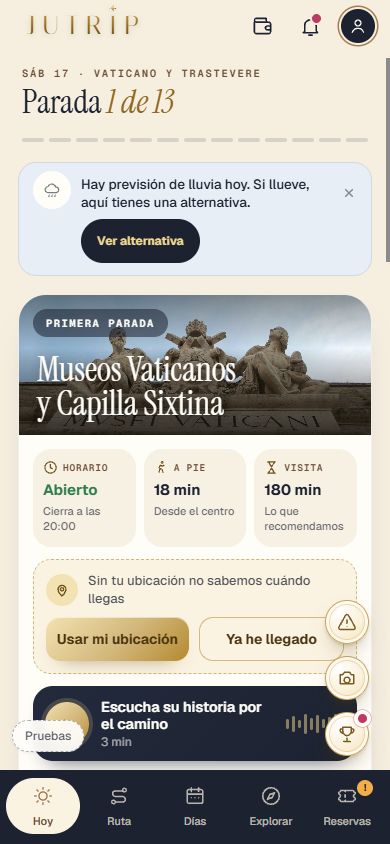 JUTRIP
SÁB 17 · VATICANO Y TRASTEVERE
Parada 1 de 13
Hay previsión de lluvia hoy. Si llueve,
aquí tienes una alternativa.
Ver alternativa
PRIMERA PARADA
Museos Vaticanos
y Capilla Sixtina
MUSEI VATICANI
HORARIO
Abierto
Cierra a las
20:00
A PIE
18 min
Desde el centro
VISITA
180 min
Lo que
recomendamos
Sin tu ubicación no sabemos cuándo
llegas
Usar mi ubicación
Ya he llegado
Escucha su historia por
el camino
3 min
Pruebas
Hoy
Ruta
Días
Explorar
!
Reservas